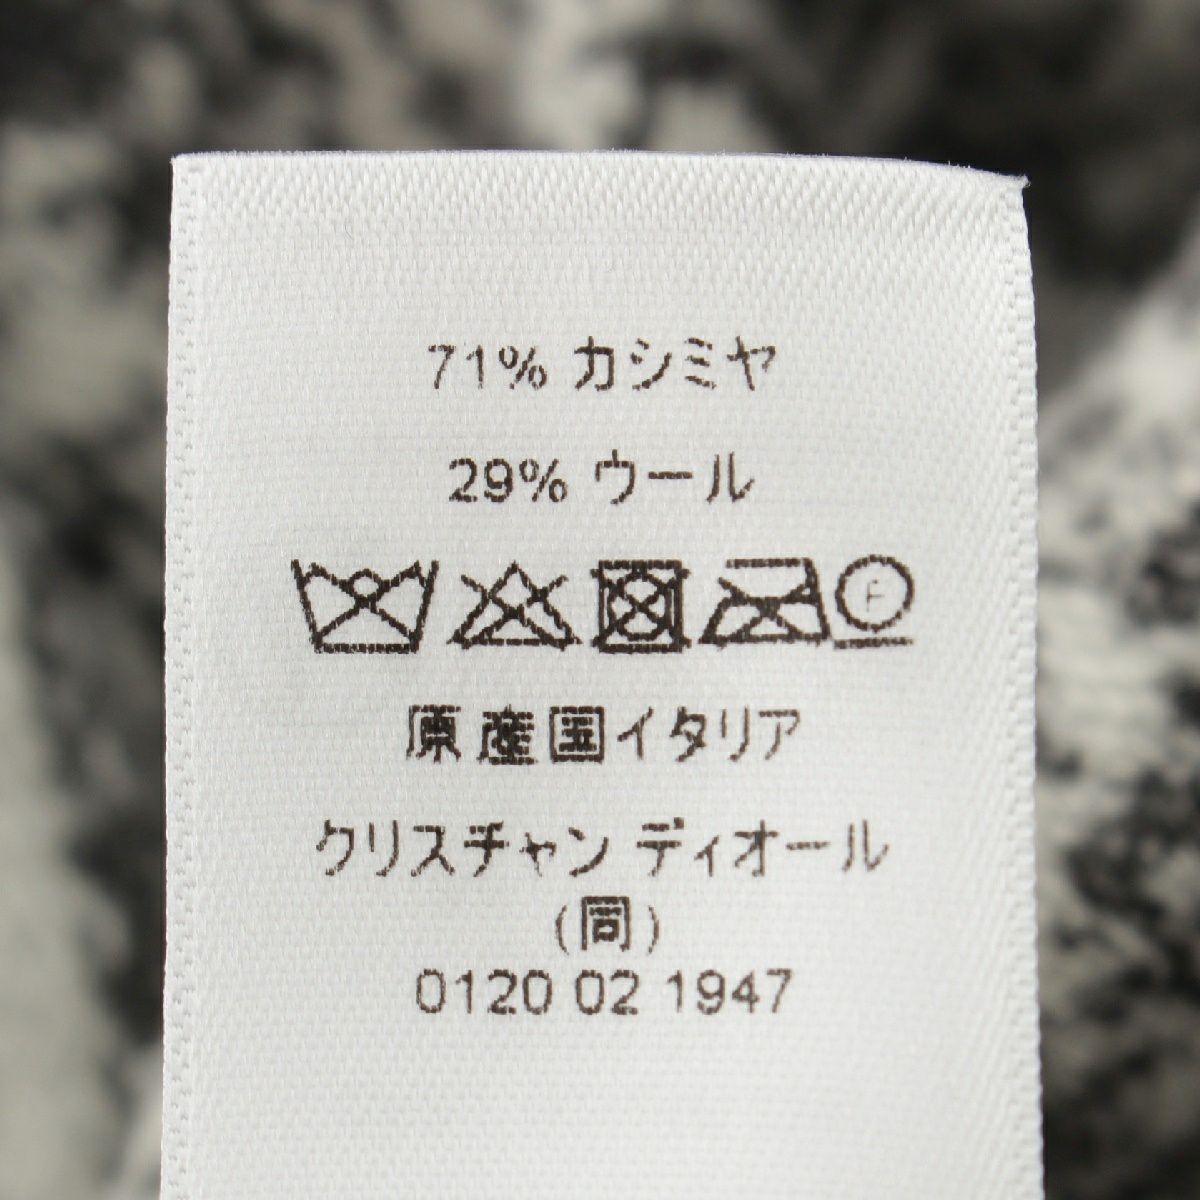 71% カシミヤ
29% ウール
F
原産国イタリア
クリスチャン ディオール
(同)
0120 02 1947